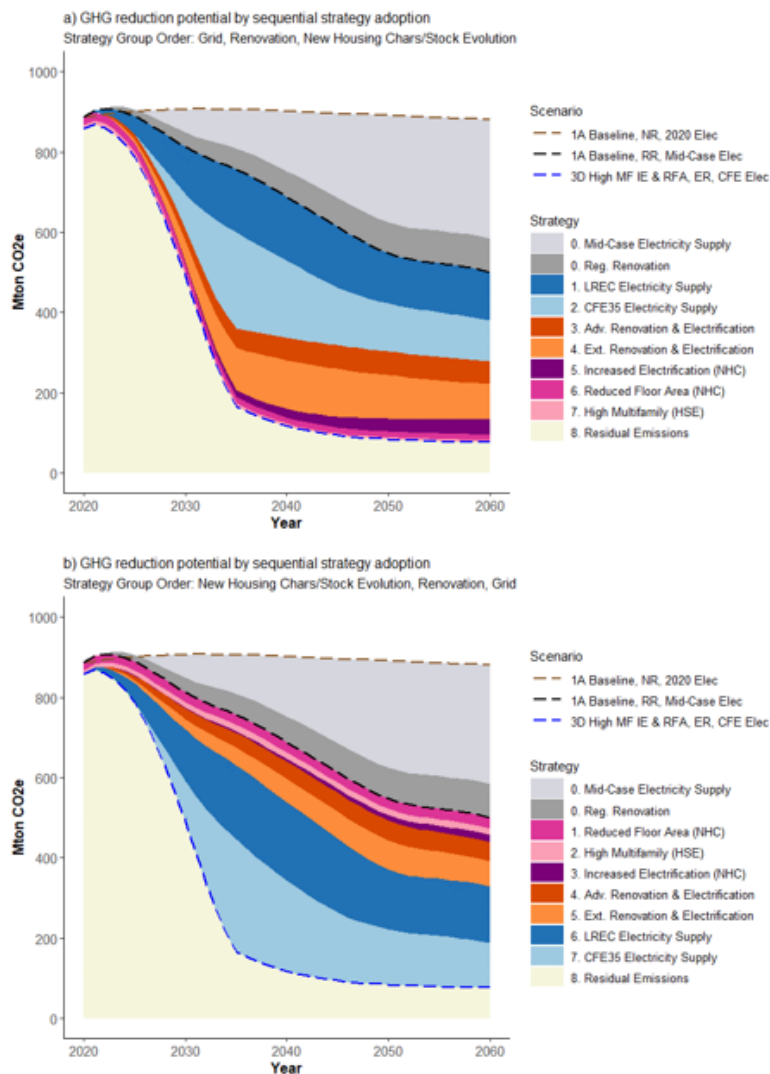 a) GHG reduction potential by sequential strategy adoption
Strategy Group Order: Grid, Renovation, New Housing Chars/Stock Evolution
1000
800
600
400
200
0
Mton CO2e
2020 2030 2040 2050 2060
Year
Scenario
1A Baseline, NR, 2020 Elec
1A Baseline, RR, Mid-Case Elec
3D High MF IE & RFA, ER, CFE Elec
Strategy
0. Mid-Case Electricity Supply
0. Reg. Renovation
1. LREC Electricity Supply
2. CFE35 Electricity Supply
3. Adv. Renovation & Electrification
4. Ext. Renovation & Electrification
5. Increased Electrification (NHC)
6. Reduced Floor Area (NHC)
7. High Multifamily (HSE)
8. Residual Emissions
b) GHG reduction potential by sequential strategy adoption
Strategy Group Order: New Housing Chars/Stock Evolution, Renovation, Grid
1000
800
600
400
200
0
Mton CO2e
2020 2030 2040 2050 2060
Year
Scenario
1A Baseline, NR, 2020 Elec
1A Baseline, RR, Mid-Case Elec
3D High MF IE & RFA, ER, CFE Elec
Strategy
0. Mid-Case Electricity Supply
0. Reg. Renovation
1. Reduced Floor Area (NHC)
2. High Multifamily (HSE)
3. Increased Electrification (NHC)
4. Adv. Renovation & Electrification
5. Ext. Renovation & Electrification
6. LREC Electricity Supply
7. CFE35 Electricity Supply
8. Residual Emissions